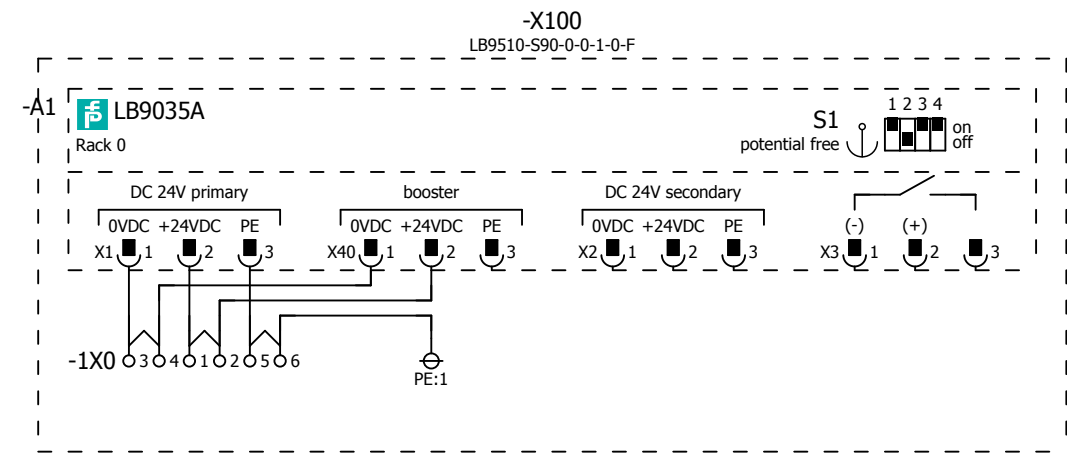 -X100
LB9510-S90-0-0-1-0-F
-A1
LB9035A
Rack 0
S1
potential free
1 2 3 4
on
off
DC 24V primary
booster
DC 24V secondary
0VDC +24VDC PE
0VDC +24VDC PE
0VDC +24VDC PE
(-) (+)
X1 1 2 3
X40 1 2 3
X2 1 2 3
X3 1 2 3
-1X0 3 4 1 2 5 6
PE:1